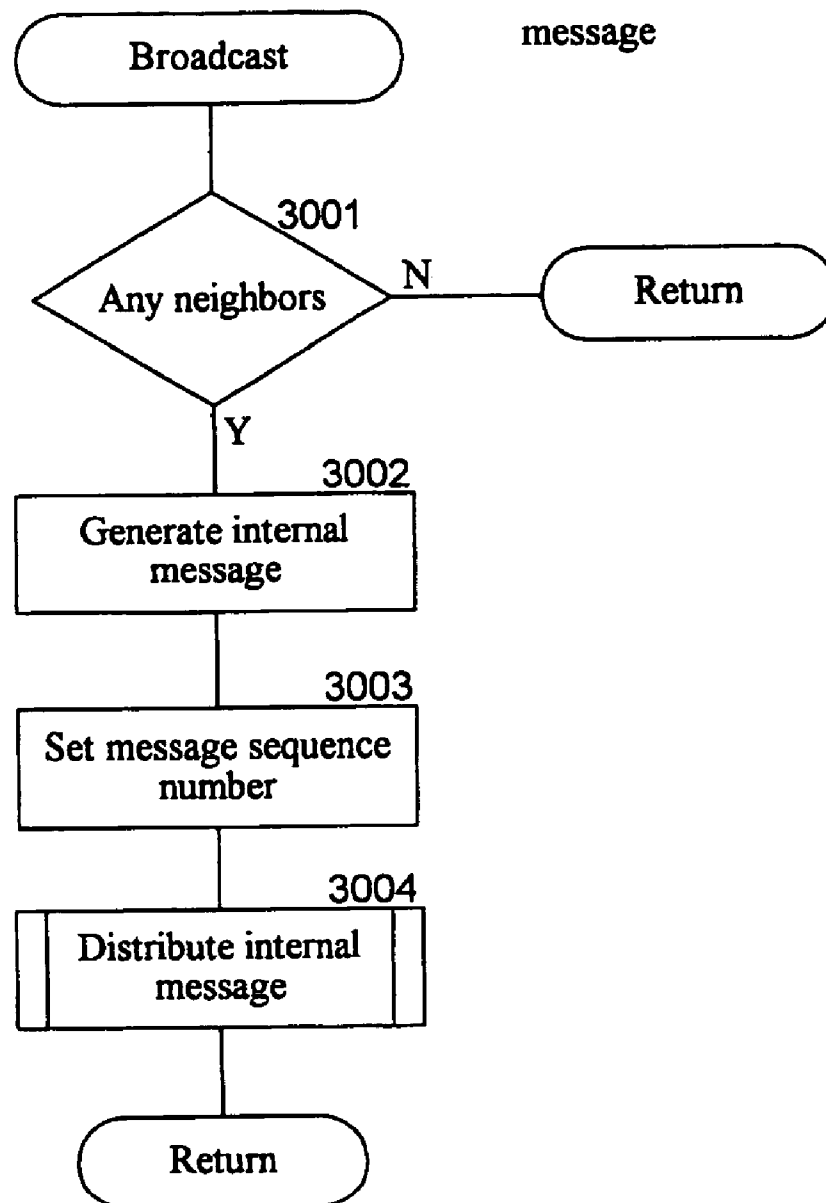 Broadcast
message
3001
Any neighbors
N
Return
Y
3002
Generate internal
message
3003
Set message sequence
number
3004
Distribute internal
message
Return